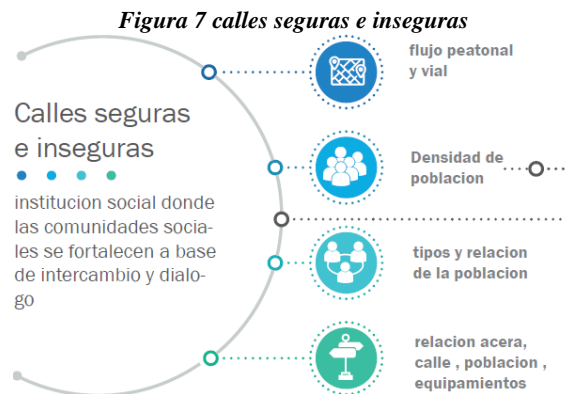 Figura 7 calles seguras e inseguras
Calles seguras
e inseguras
institucion social donde
las comunidades socia-
les se fortalecen a base
de intercambio y dialo-
go
flujo peatonal
y vial
Densidad de
poblacion
tipos y relacion
de la poblacion
relacion acera,
calle , poblacion ,
equipamientos